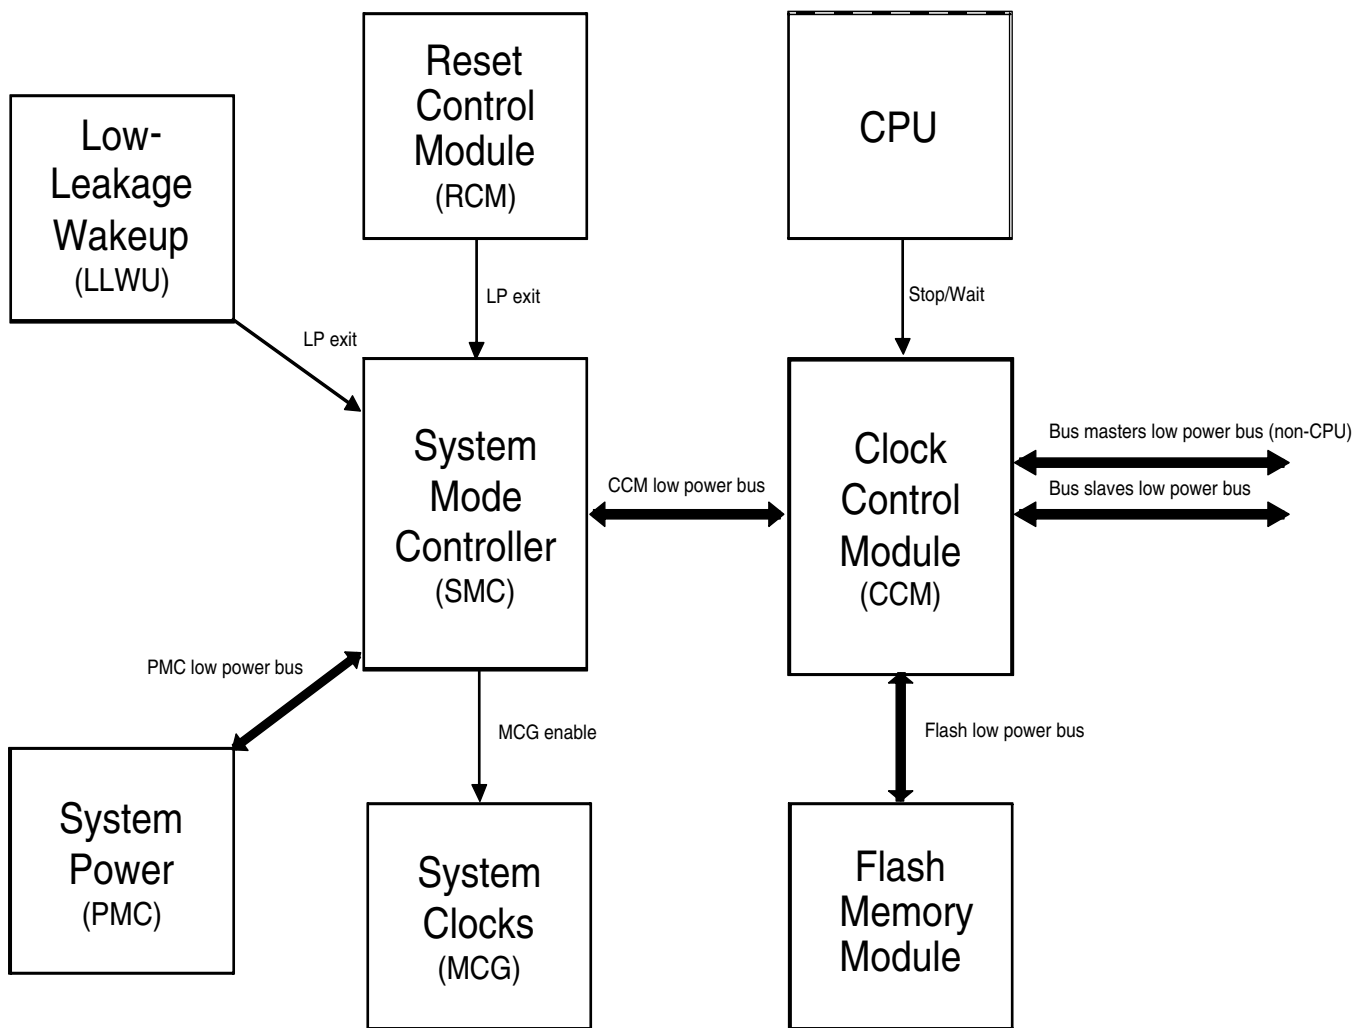 Reset
Control
Module
(RCM)
CPU
Low-
Leakage
Wakeup
(LLWU)
LP exit
Stop/Wait
LP exit
System
Mode
Controller
(SMC)
CCM low power bus
Clock
Control
Module
(CCM)
Bus masters low power bus (non-CPU)
Bus slaves low power bus
PMC low power bus
MCG enable
Flash low power bus
System
Power
(PMC)
System
Clocks
(MCG)
Flash
Memory
Module